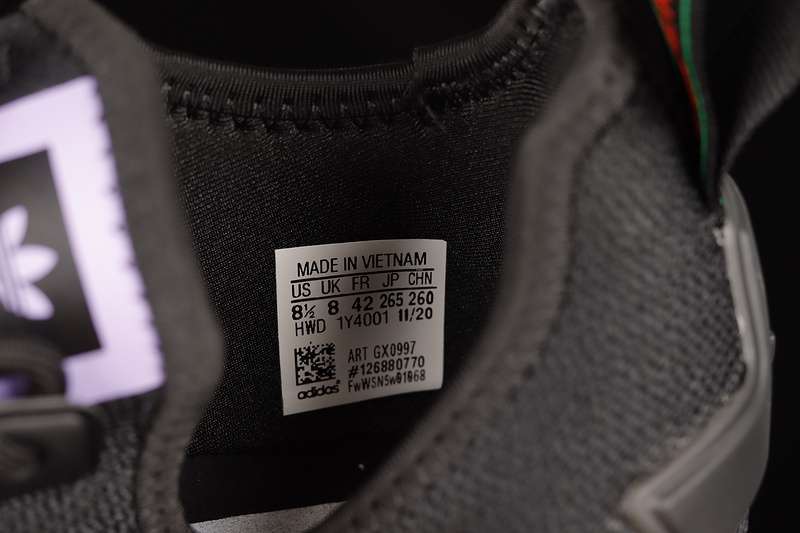 MADE IN VIETNAM
US UK FR JP CHN
8½ 8 42 265 260
HWD 1Y4001 11/20
ART GX0997
#126880770
adidas